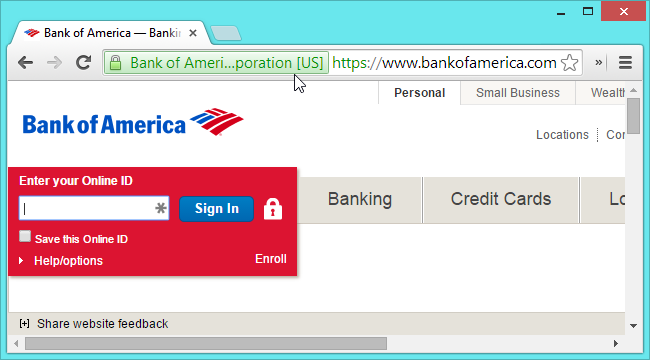 Bank of America — Bankin
Bank of Ameri...poration [US] https://www.bankofamerica.com
Personal Small Business Wealth
Bank of America
Locations Con
Enter your Online ID
Sign In
Banking Credit Cards Lo
Save this Online ID
Help/options Enroll
[+] Share website feedback